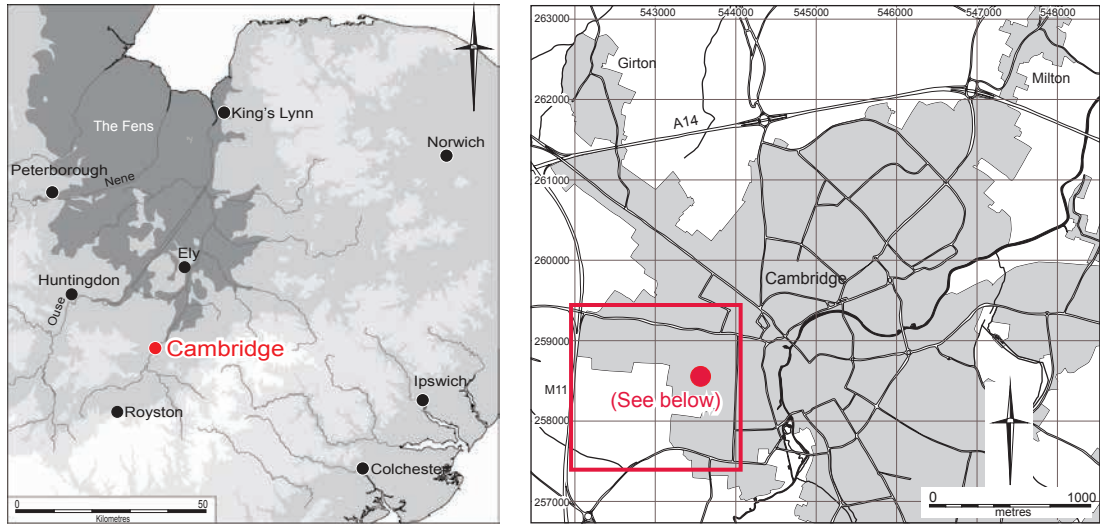 The Fens
King's Lynn
Norwich
Peterborough
Nene
Ely
Huntingdon
Ouse
Cambridge
Ipswich
Royston
Colchester
0 50
Kilometres
543000 544000 545000 546000 547000 548000
263000
Girton
Milton
262000
A14
261000
260000
Cambridge
259000
M11
(See below)
258000
257000
0 1000
metres